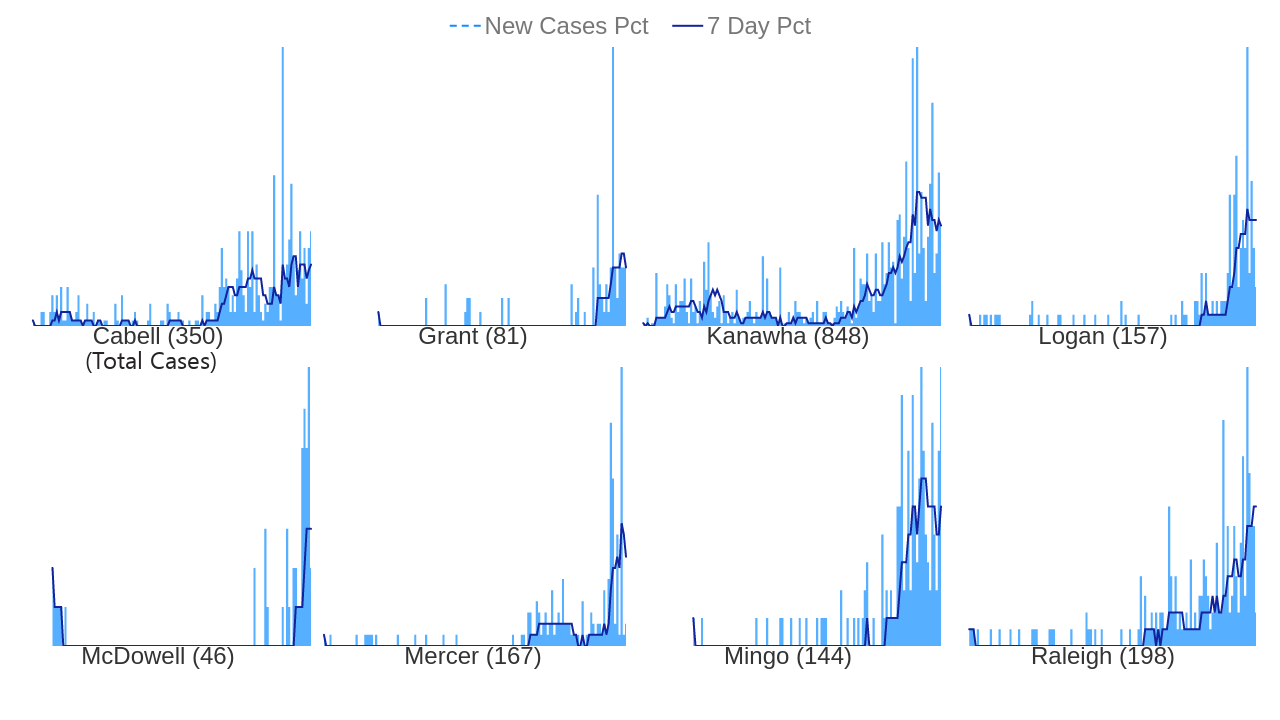 New Cases Pct 7 Day Pct
Cabell (350) Grant (81) Kanawha (848) Logan (157)
(Total Cases)
McDowell (46) Mercer (167) Mingo (144) Raleigh (198)